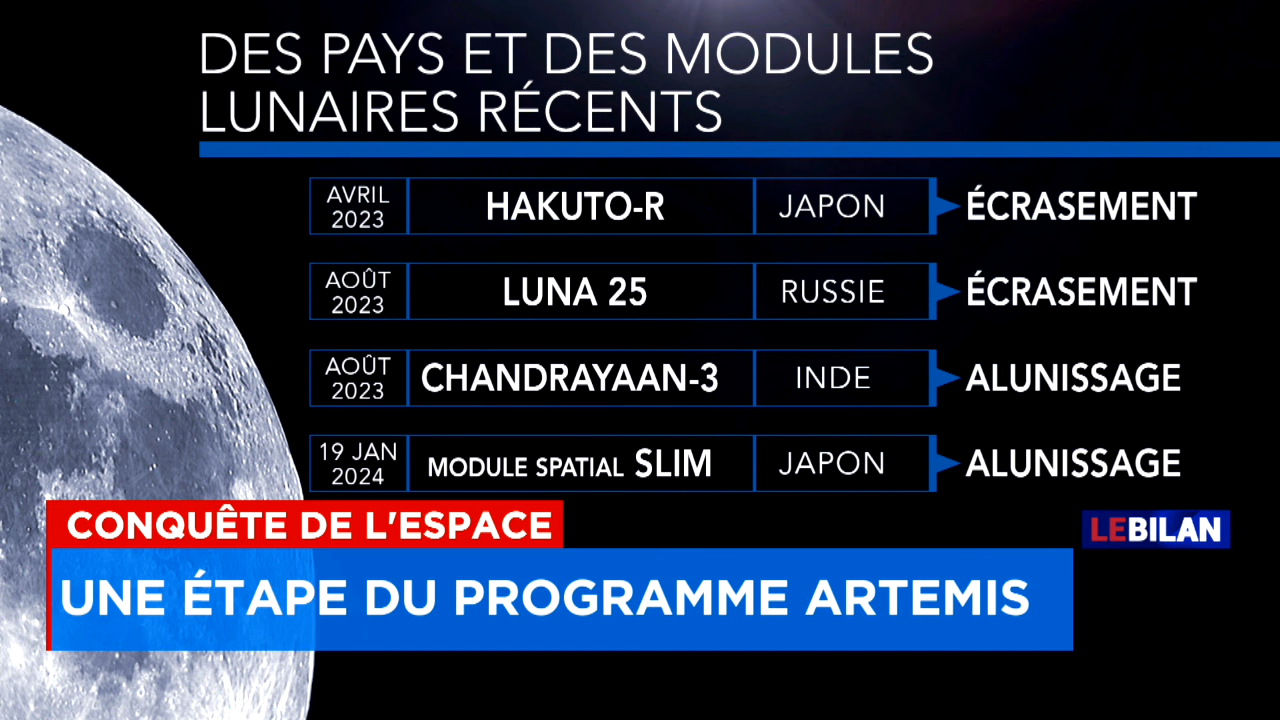 DES PAYS ET DES MODULES
LUNAIRES RÉCENTS
AVRIL
2023
HAKUTO-R
JAPON
ÉCRASEMENT
AOÛT
2023
LUNA 25
RUSSIE
ÉCRASEMENT
AOÛT
2023
CHANDRAYAAN-3
INDE
ALUNISSAGE
19 JAN
2024
MODULE SPATIAL SLIM
JAPON
ALUNISSAGE
CONQUÊTE DE L'ESPACE
LEBILAN
UNE ÉTAPE DU PROGRAMME ARTEMIS